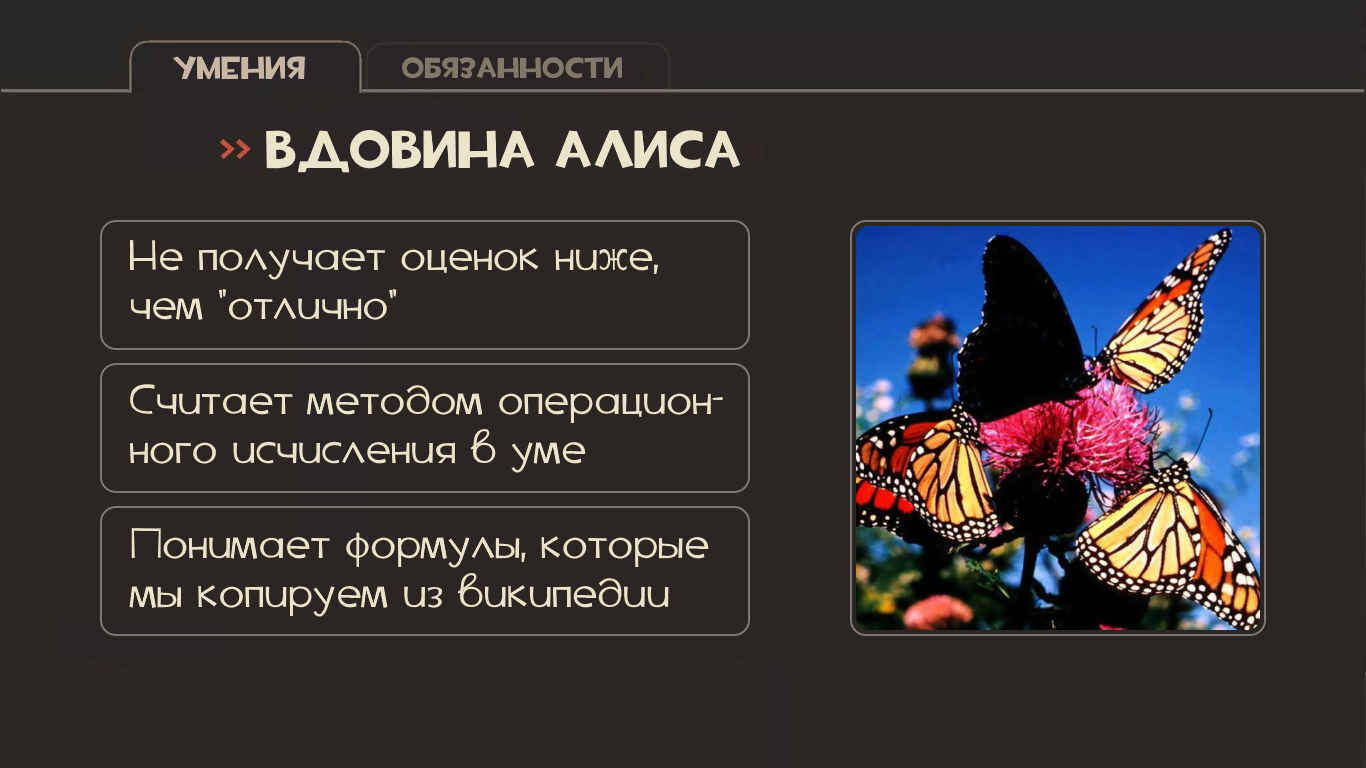 УМЕНИЯ ОБЯЗАННОСТИ
>> ВДОВИНА АЛИСА
Не получает оценок ниже,
чем "отлично"
Считает методом операцион-
ного исчисления в уме
Понимает формулы, которые
мы копируем из википедии